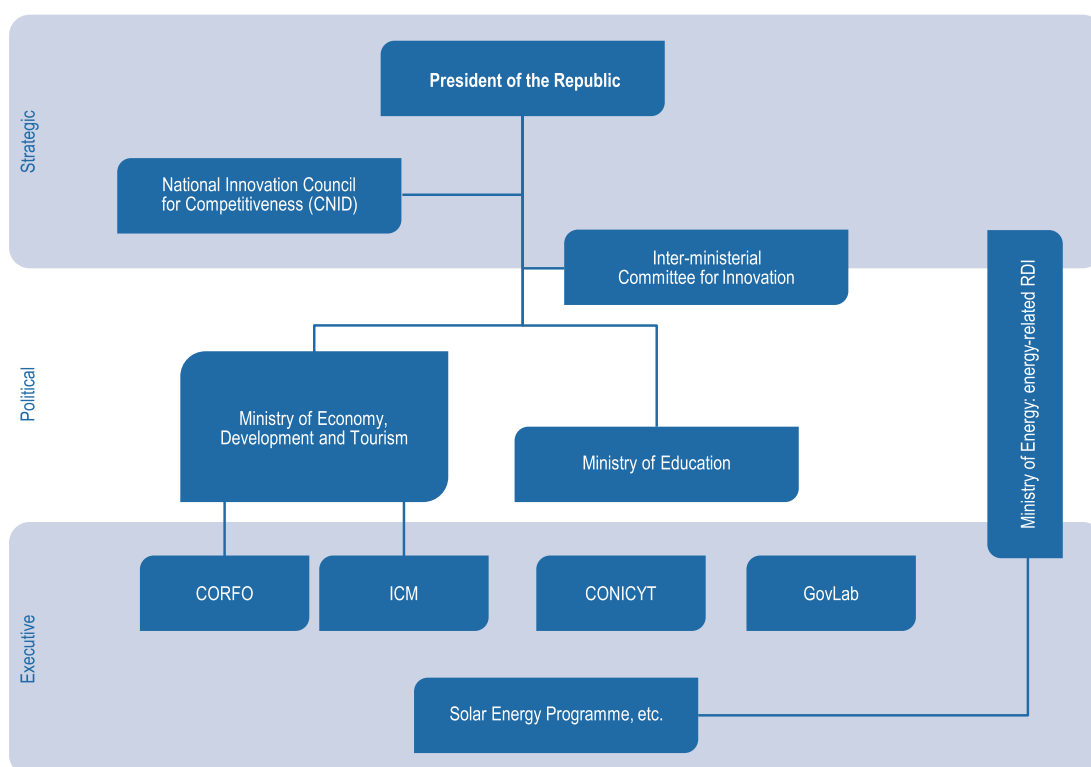 Strategic
President of the Republic
National Innovation Council
for Competitiveness (CNID)
Inter-ministerial
Committee for Innovation
Ministry of Energy: energy-related RDI
Political
Ministry of Economy,
Development and Tourism
Ministry of Education
Executive
CORFO
ICM
CONICYT
GovLab
Solar Energy Programme, etc.